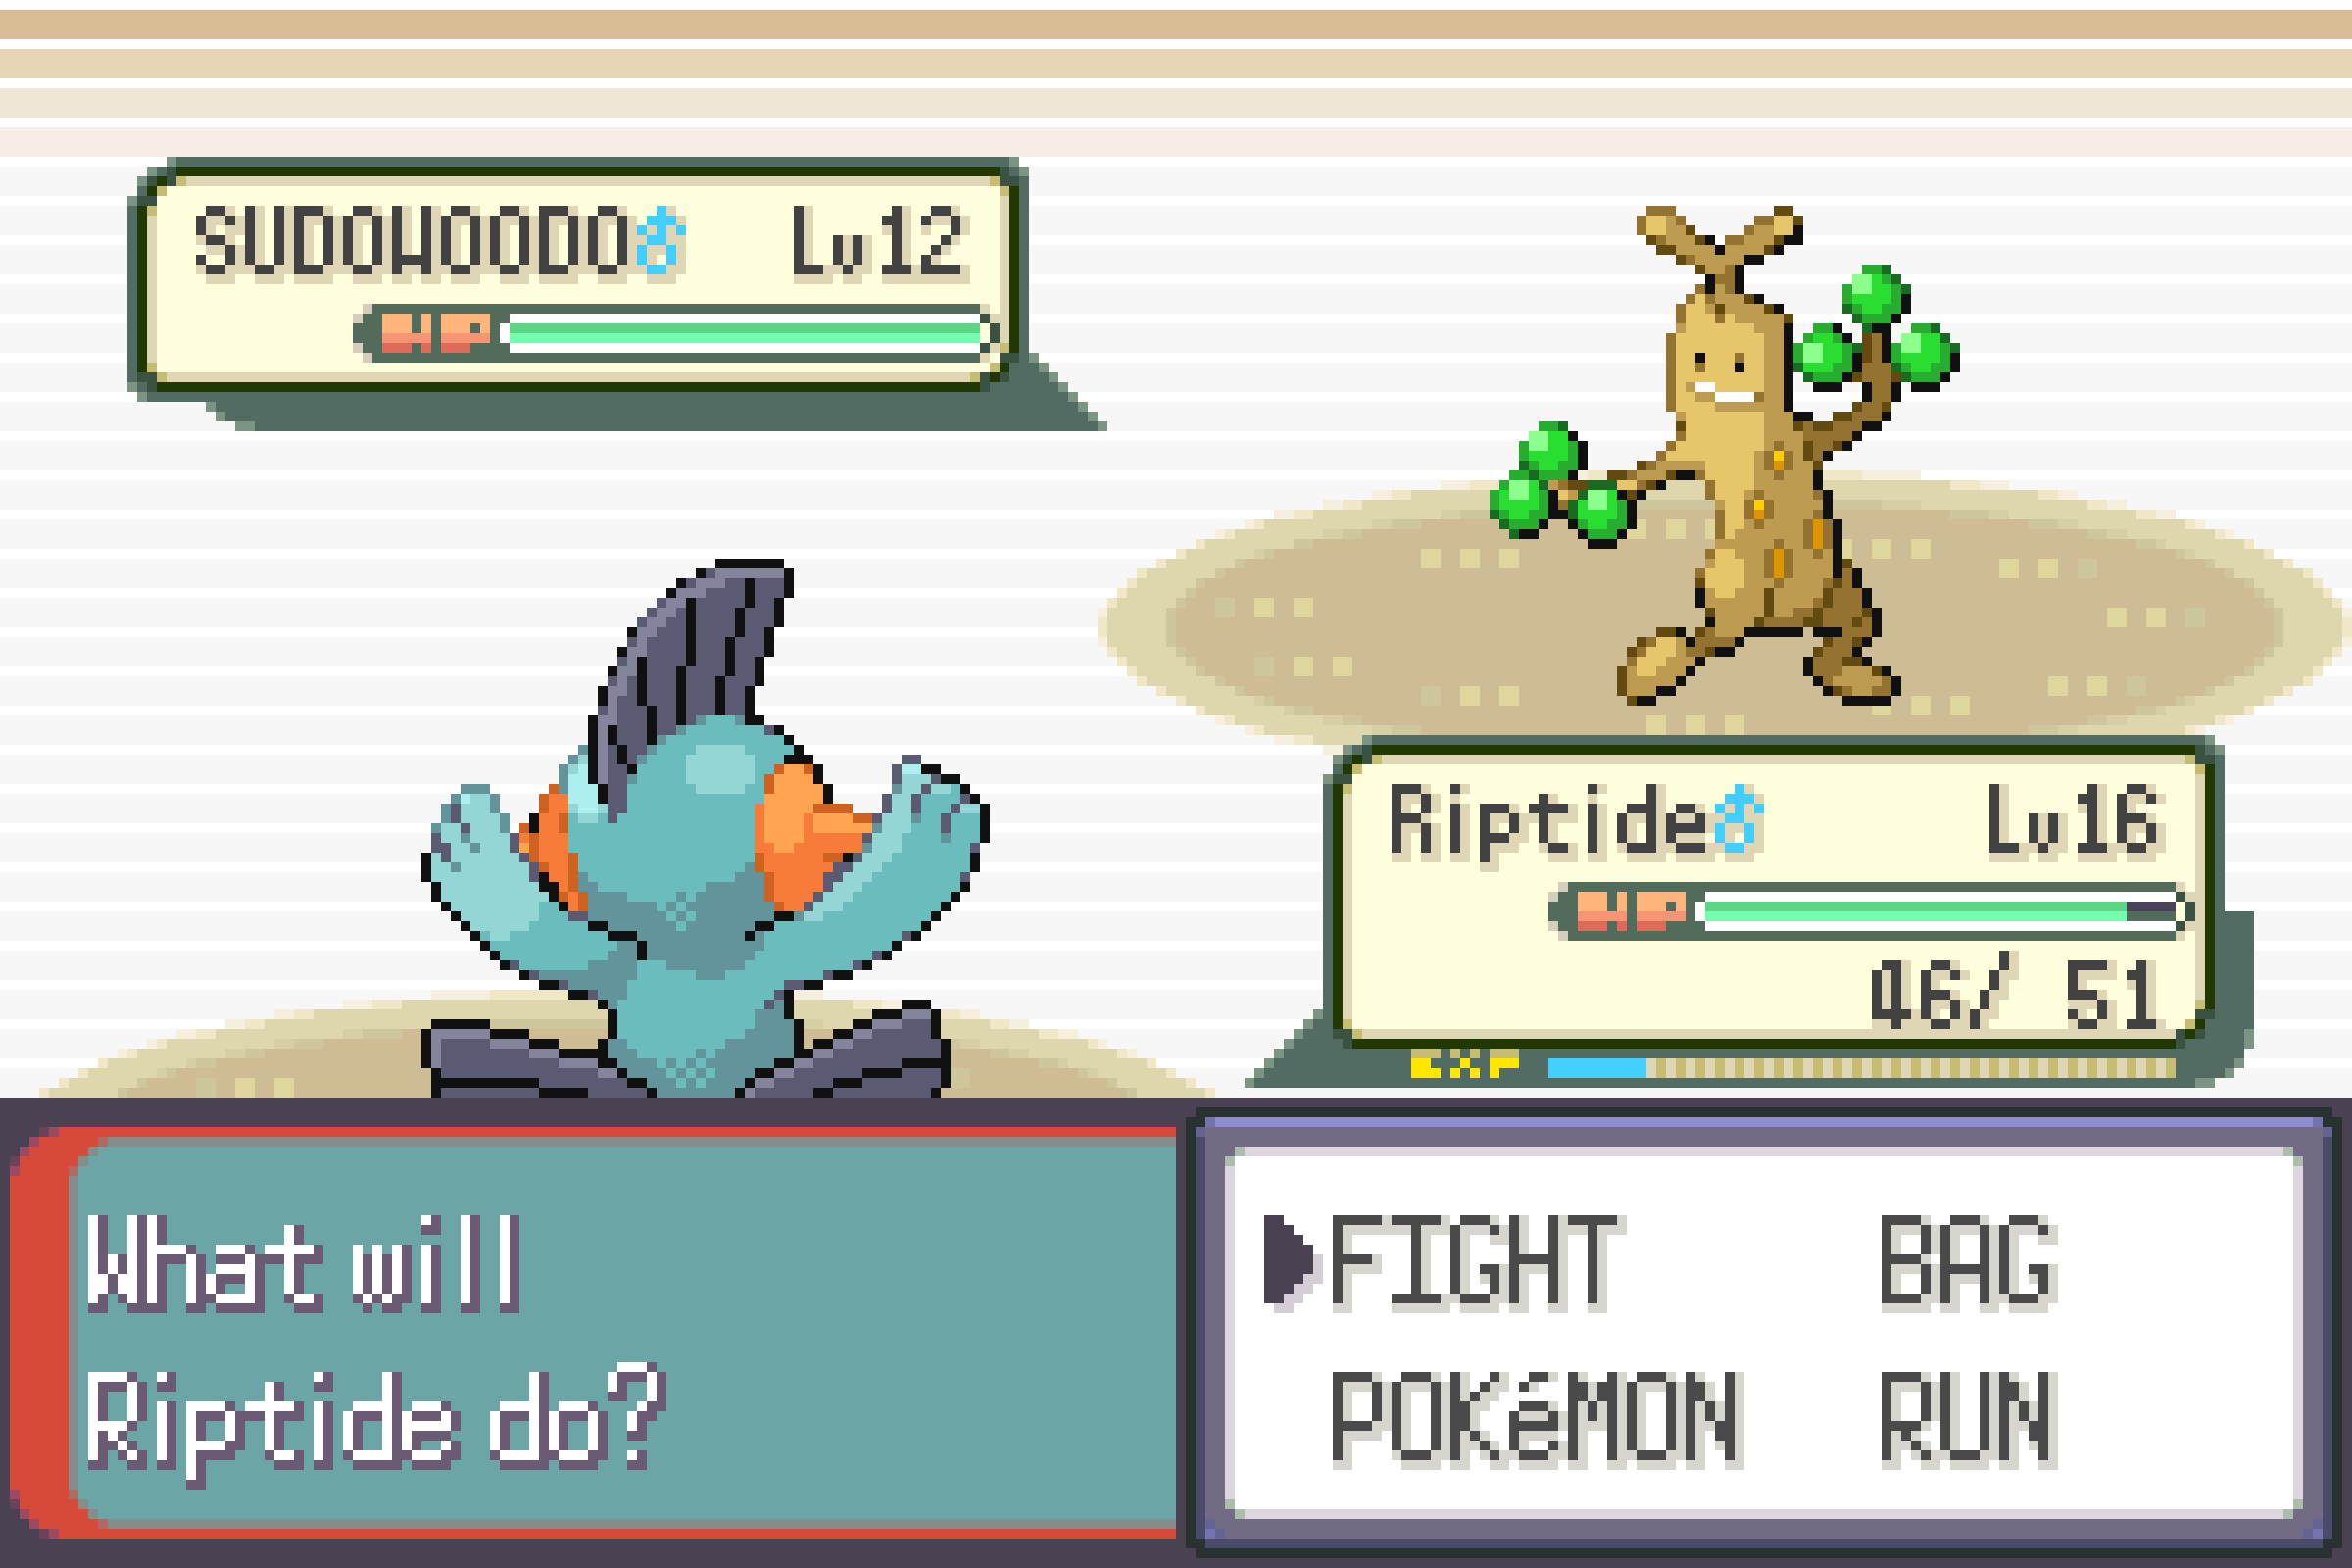 SUDOWOODO♂ Lv12
HP
Riptide♂ Lv16
HP
46/ 51
EXP
What will
Riptide do?
▶FIGHT BAG
POKéMON RUN